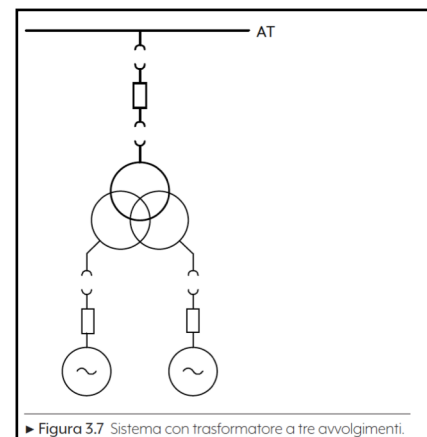 AT
► Figura 3.7 Sistema con trasformatore a tre avvolgimenti.